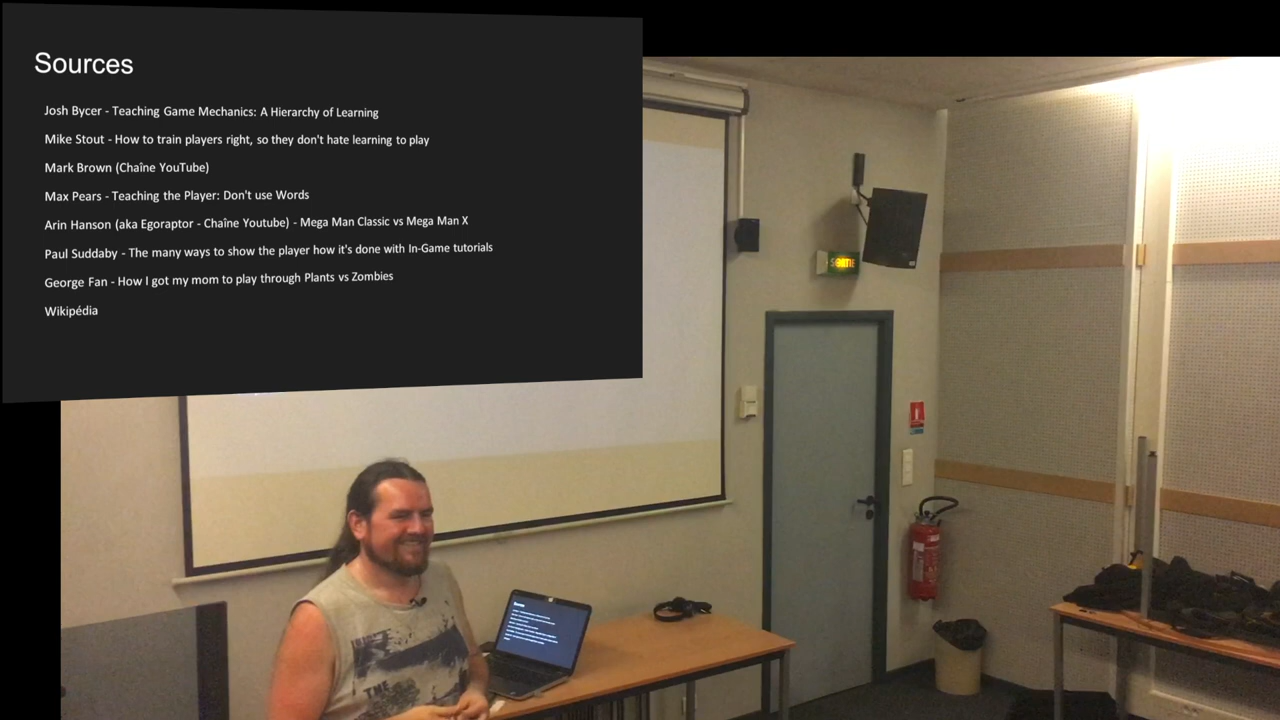 Sources
Josh Bycer - Teaching Game Mechanics: A Hierarchy of Learning
Mike Stout - How to train players right, so they don't hate learning to play
Mark Brown (Chaîne YouTube)
Max Pears - Teaching the Player: Don't use Words
Arin Hanson (aka Egoraptor - Chaîne Youtube) - Mega Man Classic vs Mega Man X
Paul Suddaby - The many ways to show the player how it's done with In-Game tutorials
George Fan - How I got my mom to play through Plants vs Zombies
Wikipédia
SORTIE
THE